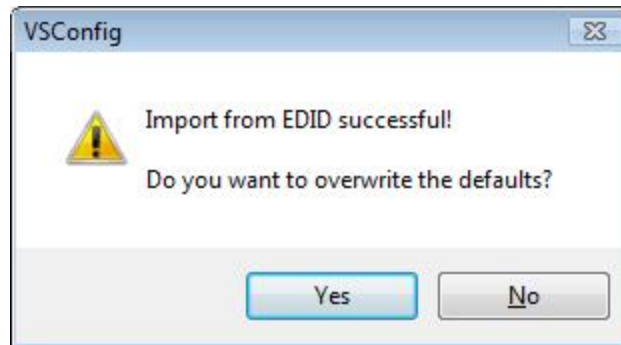 VSConfig
Import from EDID successful!
Do you want to overwrite the defaults?
Yes
No